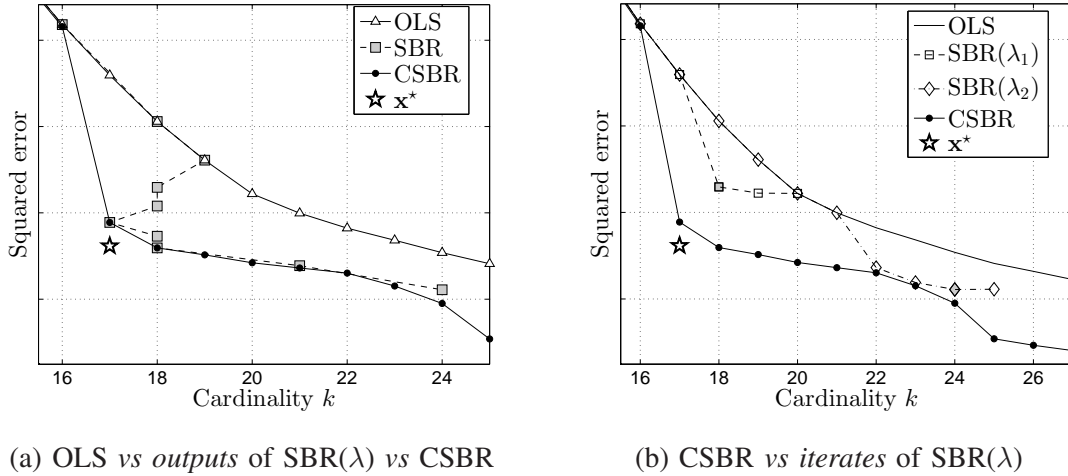 OLS
SBR
CSBR
x⋆
Squared error
16 18 20 22 24
Cardinality k
(a) OLS vs outputs of SBR(λ) vs CSBR
OLS
SBR(λ₁)
SBR(λ₂)
CSBR
x⋆
Squared error
16 18 20 22 24 26
Cardinality k
(b) CSBR vs iterates of SBR(λ)